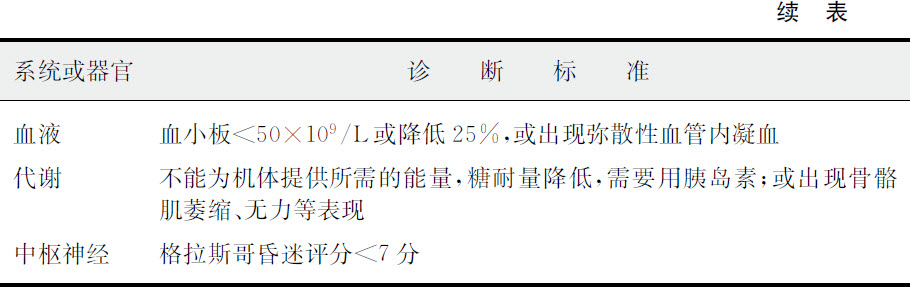 续 表
系统或器官 诊 断 标 准
血液 血小板<50×10⁹/L或降低25%,或出现弥散性血管内凝血
代谢 不能为机体提供所需的能量,糖耐量降低,需要用胰岛素;或出现骨骼
肌萎缩、无力等表现
中枢神经 格拉斯哥昏迷评分<7分